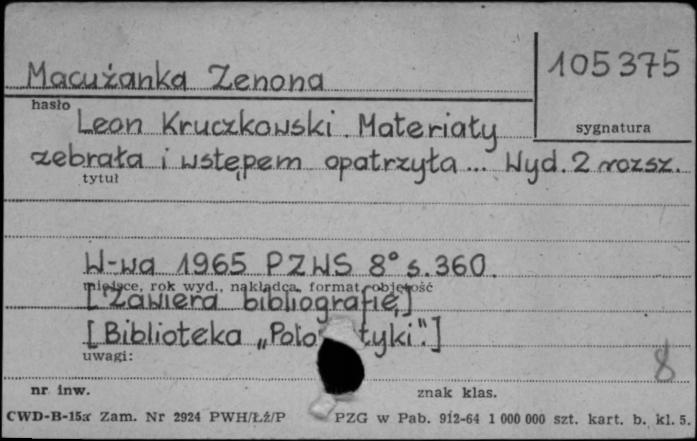 105375
Macużanka Zenona
hasło
sygnatura
Leon Kruczkowski. Materiały
zebrała i wstępem opatrzyła... Wyd. 2 rozsz.
tytuł
W-wa 1965 PZWS 8° s. 360.
miejsce, rok wyd., nakładca, format, objętość
[Zawiera bibliografię]
[Biblioteka „Polo tyki".]
uwagi:
8
nr inw.
znak klas.
CWD-B-15a Zam. Nr 2924 PWH/Łź/P PZG w Pab. 912-64 1 000 000 szt. kart. b. kl. 5.